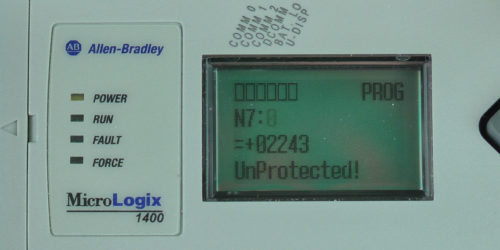 COMM 0
COMM 1
COMM 2
DCOMM
BAT. LO
U-DISP
AB Allen-Bradley
POWER
RUN
FAULT
FORCE
MicroLogix
1400
□□□□□□ PROG
N7:0
=+02243
UnProtected!